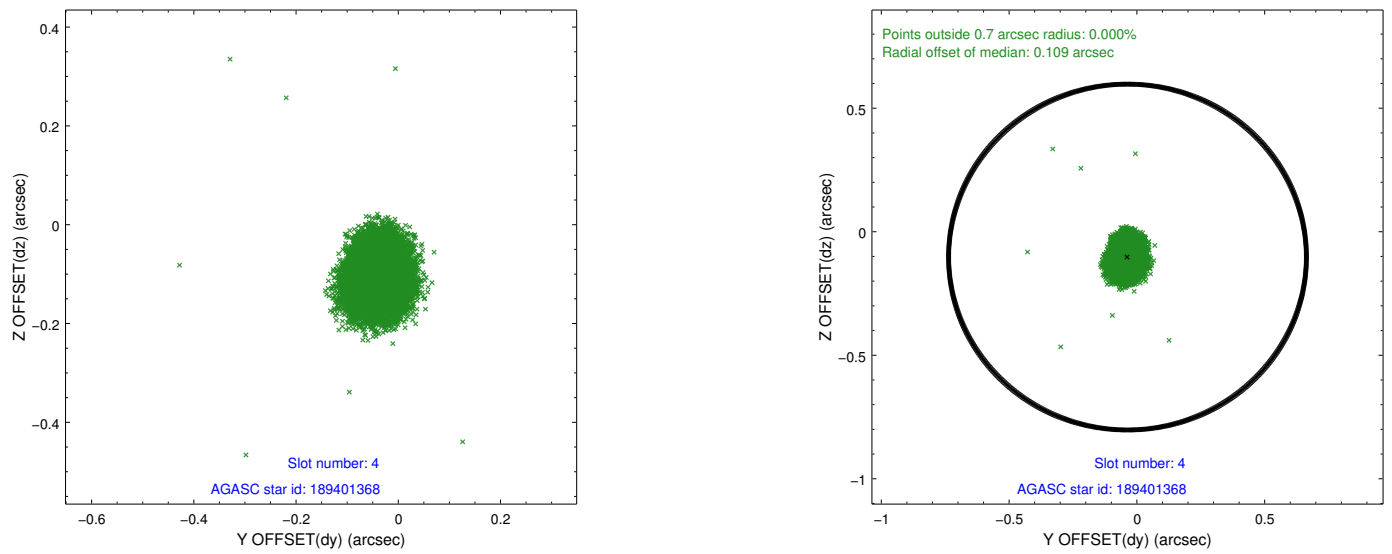 0.4
0.2
0
−0.2
−0.4
−0.6
−0.4
−0.2
0
0.2
Z OFFSET(dz) (arcsec)
Y OFFSET(dy) (arcsec)
Slot number: 4
AGASC star id: 189401368
Points outside 0.7 arcsec radius: 0.000%
Radial offset of median: 0.109 arcsec
0.5
0
−0.5
−1
−1
−0.5
0
0.5
Z OFFSET(dz) (arcsec)
Y OFFSET(dy) (arcsec)
Slot number: 4
AGASC star id: 189401368